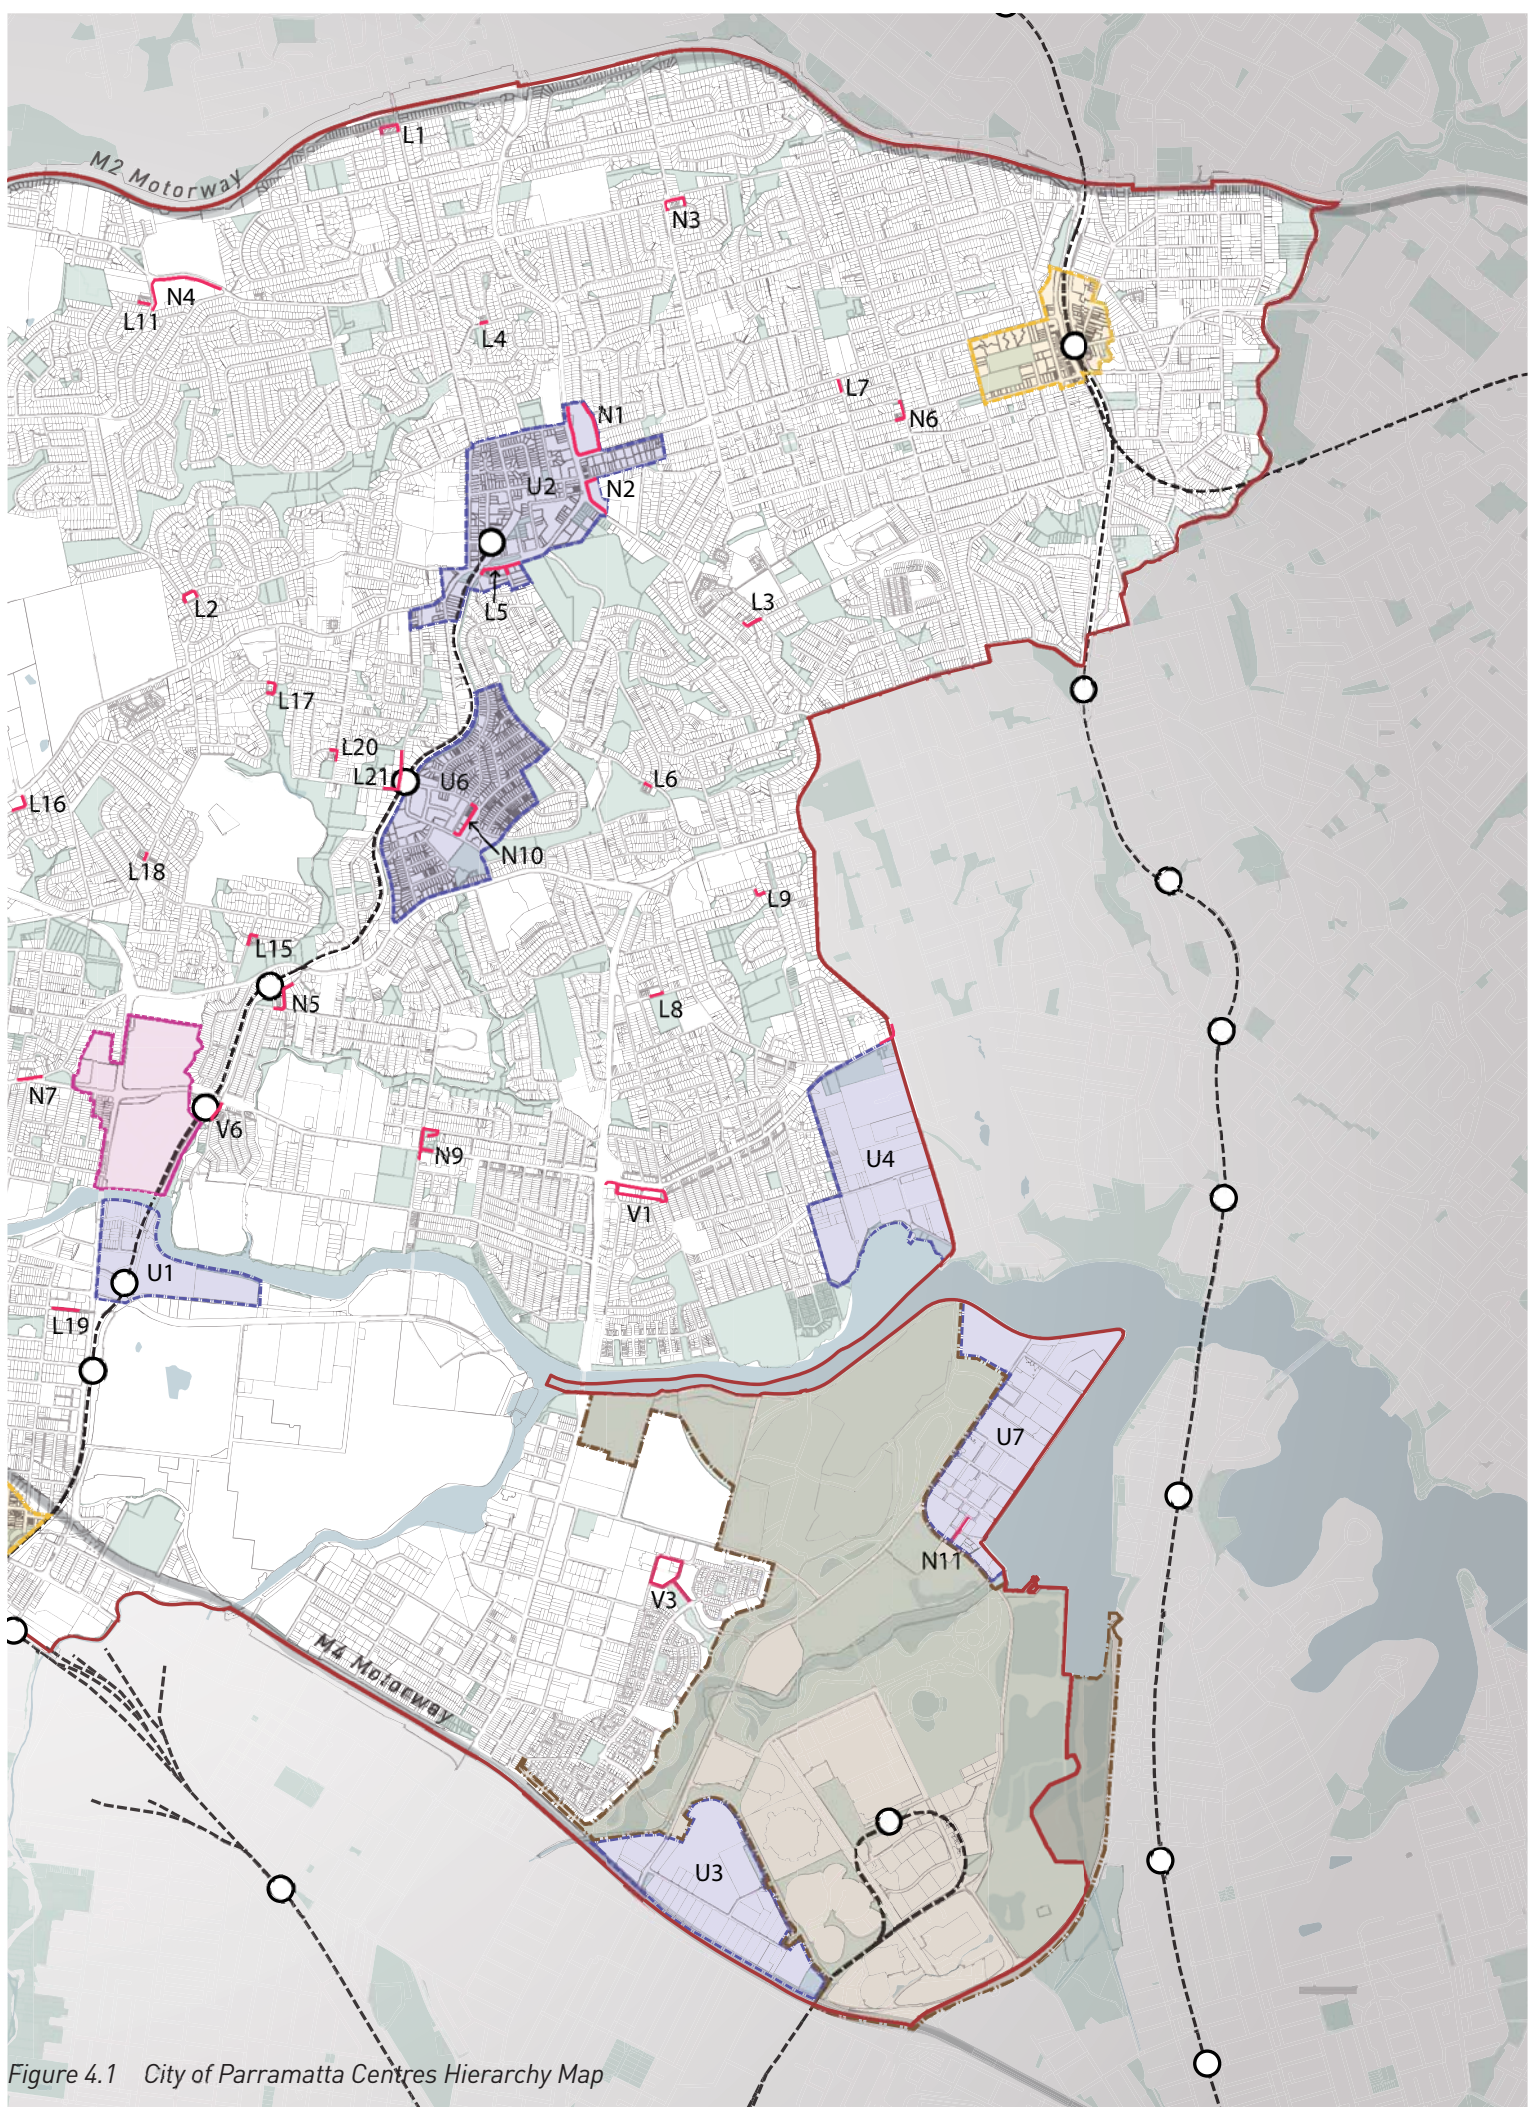 M2 Motorway
L1
N3
N4
L11
L4
L7
N6
N1
U2
N2
L5
L2
L3
L17
L20
L21
U6
L6
L16
N10
L18
L9
L15
N5
L8
N7
V6
N9
U4
V1
U1
L19
U7
N11
V3
M4 Motorway
U3
Figure 4.1 City of Parramatta Centres Hierarchy Map